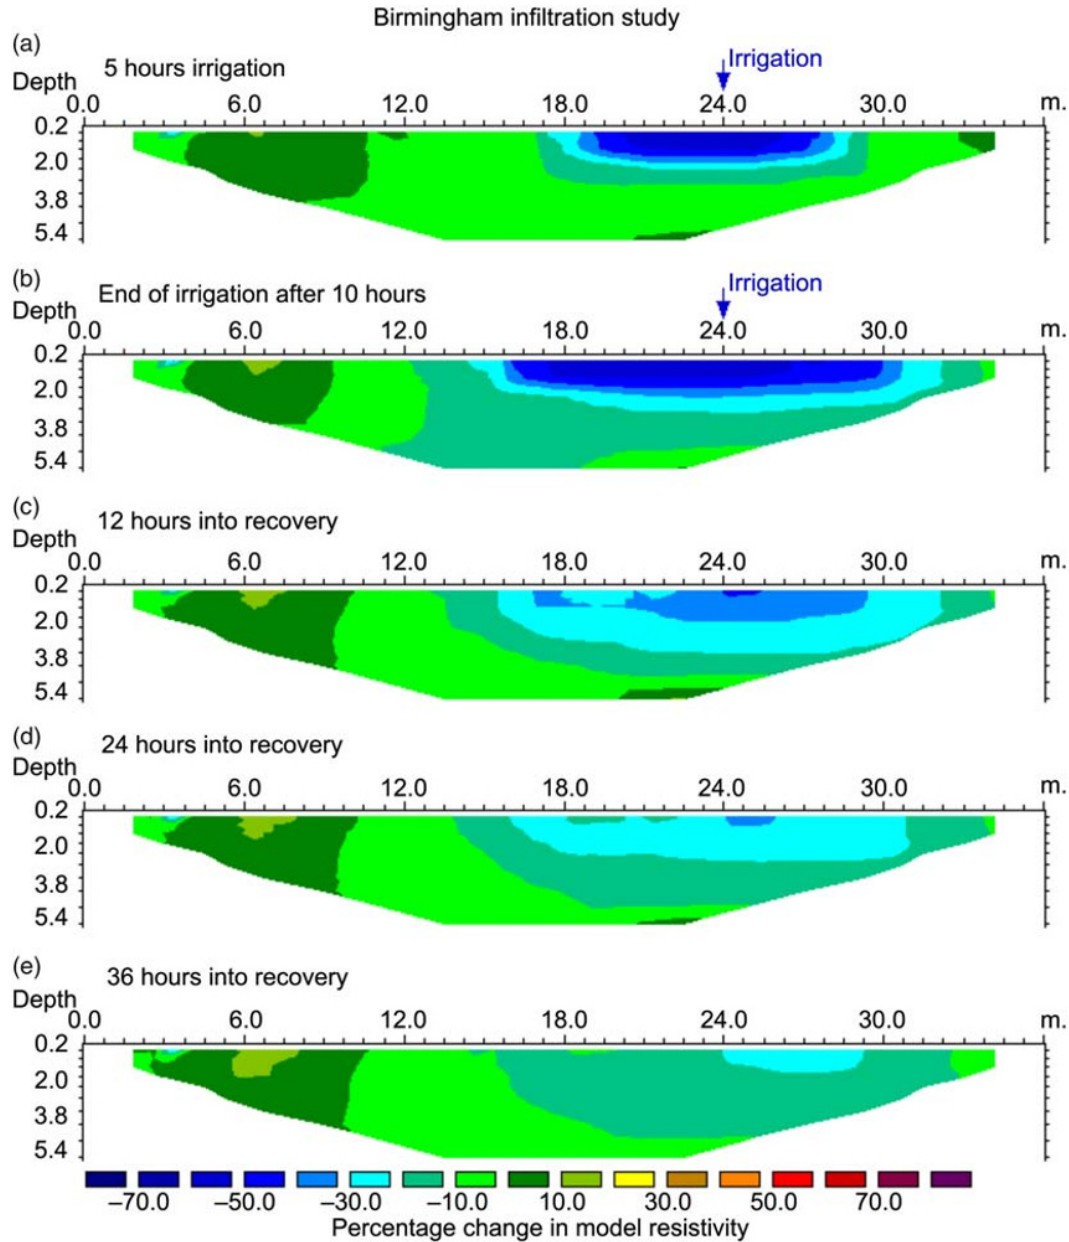 Birmingham infiltration study
(a)
5 hours irrigation
Irrigation
Depth
0.0 6.0 12.0 18.0 24.0 30.0 m.
0.2
2.0
3.8
5.4
(b)
End of irrigation after 10 hours
Irrigation
Depth
0.0 6.0 12.0 18.0 24.0 30.0 m.
0.2
2.0
3.8
5.4
(c)
12 hours into recovery
Depth
0.0 6.0 12.0 18.0 24.0 30.0 m.
0.2
2.0
3.8
5.4
(d)
24 hours into recovery
Depth
0.0 6.0 12.0 18.0 24.0 30.0 m.
0.2
2.0
3.8
5.4
(e)
36 hours into recovery
Depth
0.0 6.0 12.0 18.0 24.0 30.0 m.
0.2
2.0
3.8
5.4
–70.0 –50.0 –30.0 –10.0 10.0 30.0 50.0 70.0
Percentage change in model resistivity